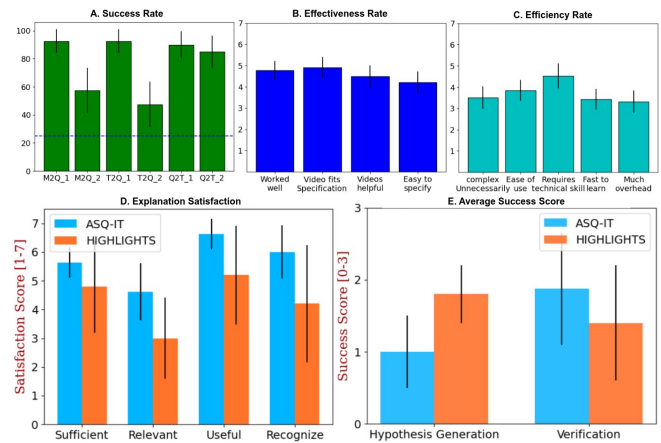 A. Success Rate
100
80
60
40
20
0
M2Q_1 M2Q_2 T2Q_1 T2Q_2 Q2T_1 Q2T_2
B. Effectiveness Rate
7
6
5
4
3
2
1
Worked well
Video fits Specification
Videos helpful
Easy to specify
C. Efficiency Rate
7
6
5
4
3
2
1
complex Unnecessarily
Ease of use
Requires technical skill
Fast to learn
Much overhead
D. Explanation Satisfaction
Satisfaction Score [1-7]
7
6
5
4
3
2
1
0
ASQ-IT
HIGHLIGHTS
Sufficient Relevant Useful Recognize
E. Average Success Score
Success Score [0-3]
3
2
1
0
ASQ-IT
HIGHLIGHTS
Hypothesis Generation Verification